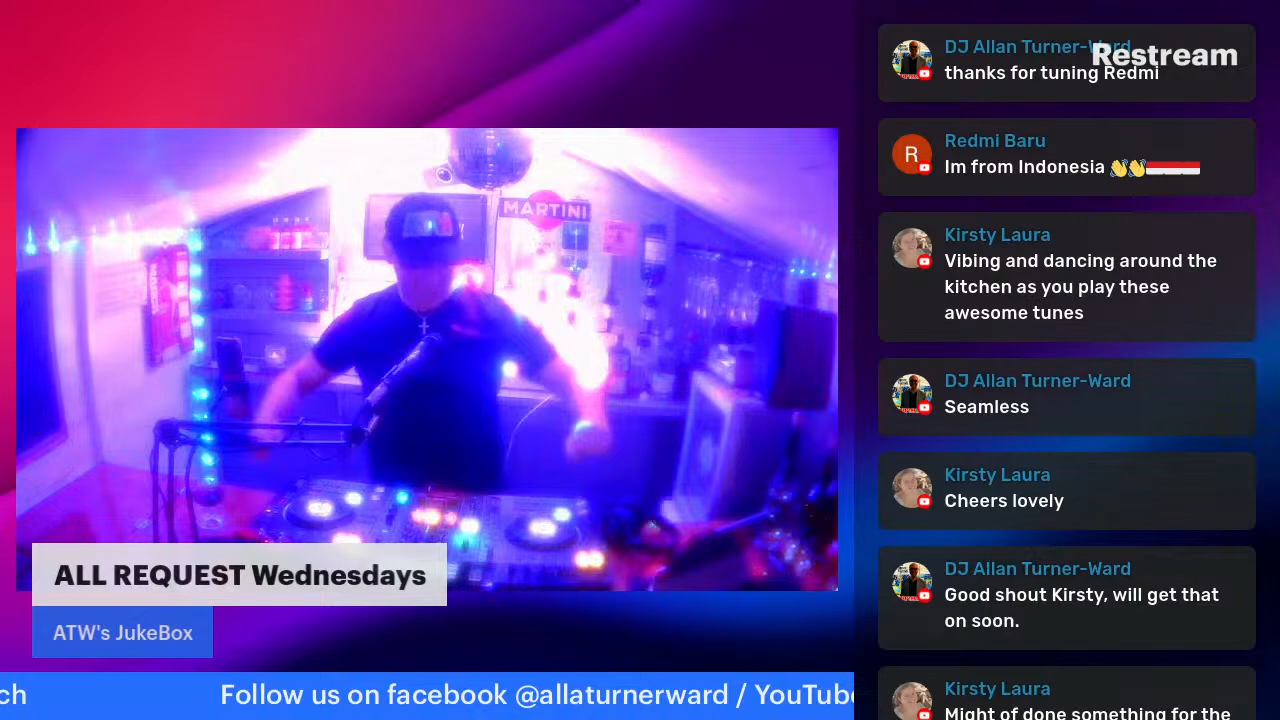 DJ Allan Turner-Ward
Restream
thanks for tuning Redmi
R
Redmi Baru
Im from Indonesia 👋👋
Kirsty Laura
Vibing and dancing around the
kitchen as you play these
awesome tunes
DJ Allan Turner-Ward
Seamless
Kirsty Laura
Cheers lovely
DJ Allan Turner-Ward
Good shout Kirsty, will get that
on soon.
Kirsty Laura
Might of done something for the
MARTINI
ALL REQUEST Wednesdays
ATW's JukeBox
ch
Follow us on facebook @allaturnerward / YouTube